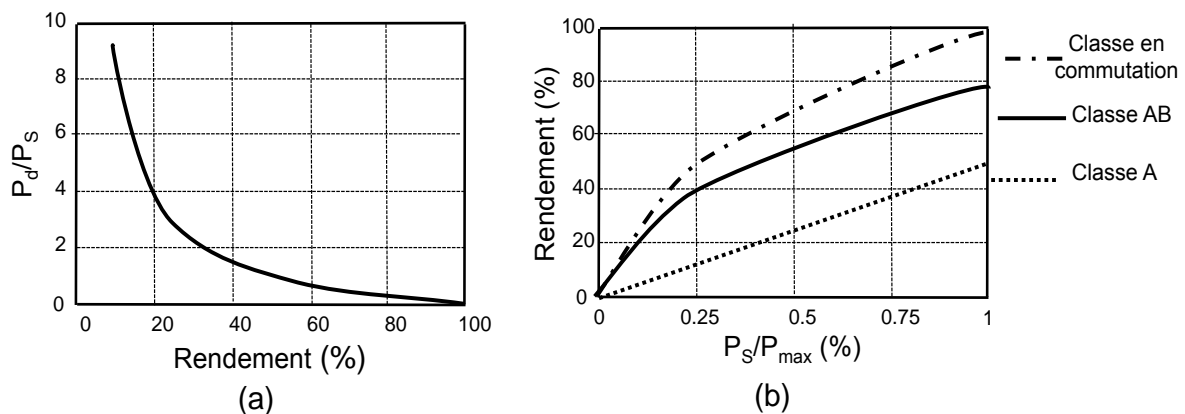 10
8
6
4
2
0
P_d/P_S
0 20 40 60 80 100
Rendement (%)
(a)
100
80
60
40
20
0
Rendement (%)
0 0.25 0.5 0.75 1
P_S/P_max (%)
(b)
Classe en
commutation
Classe AB
Classe A